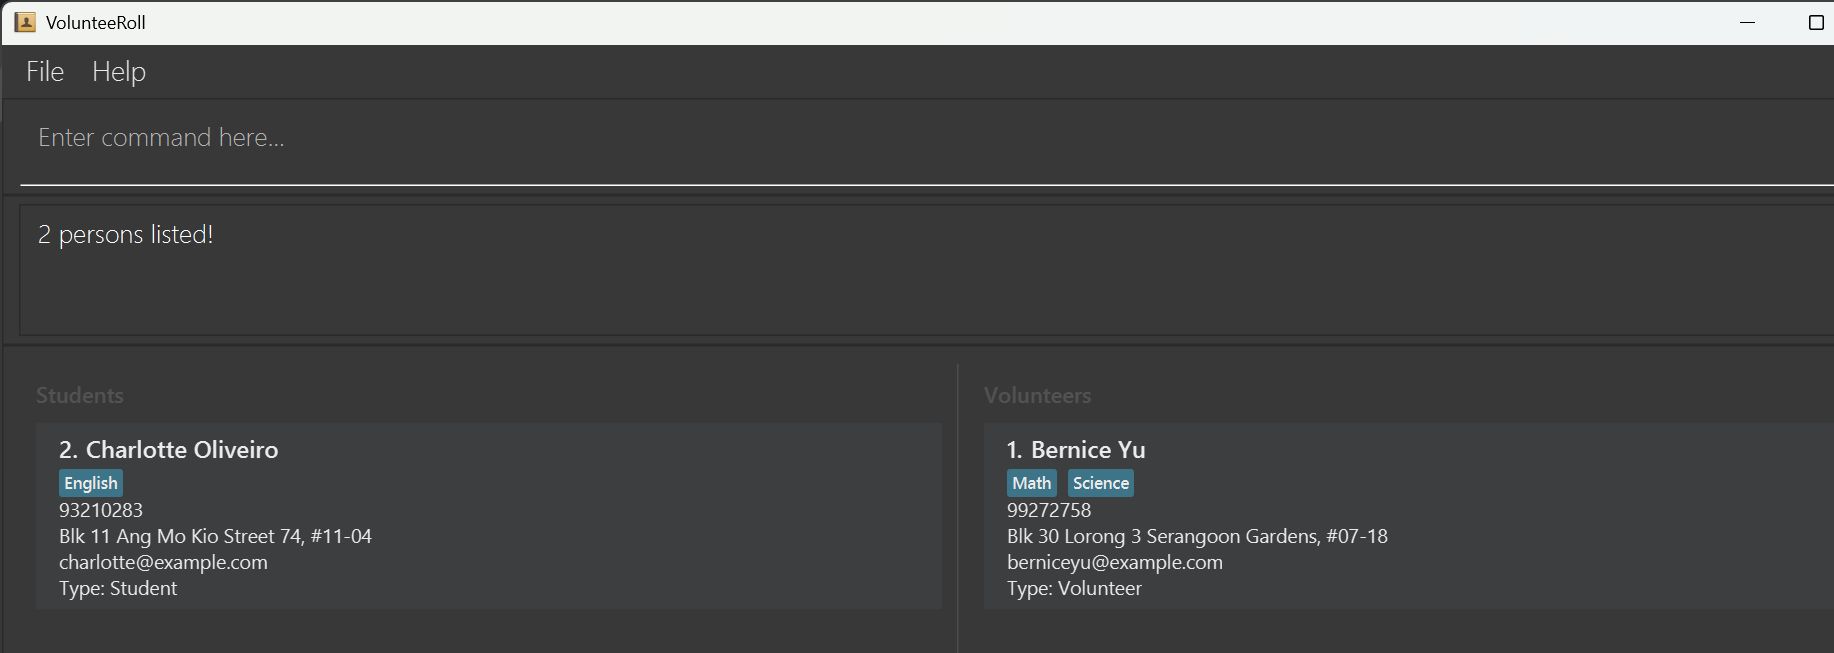 VolunteeRoll
File Help
Enter command here...
2 persons listed!
Students
2. Charlotte Oliveiro
English
93210283
Blk 11 Ang Mo Kio Street 74, #11-04
charlotte@example.com
Type: Student
Volunteers
1. Bernice Yu
Math Science
99272758
Blk 30 Lorong 3 Serangoon Gardens, #07-18
berniceyu@example.com
Type: Volunteer